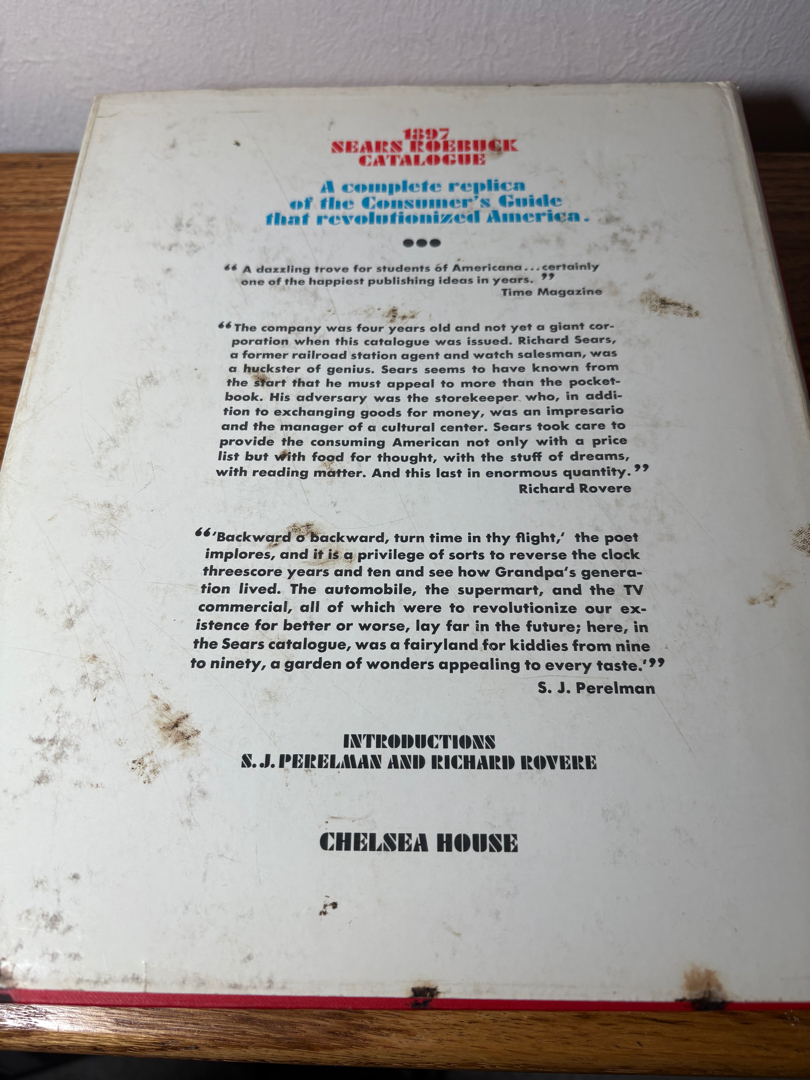 1897
SEARS ROEBUCK
CATALOGUE
A complete replica
of the Consumer's Guide
that revolutionized America.
“ A dazzling trove for students of Americana...certainly
one of the happiest publishing ideas in years. ”
Time Magazine
“The company was four years old and not yet a giant cor-
poration when this catalogue was issued. Richard Sears,
a former railroad station agent and watch salesman, was
a huckster of genius. Sears seems to have known from
the start that he must appeal to more than the pocket-
book. His adversary was the storekeeper who, in addi-
tion to exchanging goods for money, was an impresario
and the manager of a cultural center. Sears took care to
provide the consuming American not only with a price
list but with food for thought, with the stuff of dreams,
with reading matter. And this last in enormous quantity.”
Richard Rovere
“‘Backward o backward, turn time in thy flight,’ the poet
implores, and it is a privilege of sorts to reverse the clock
threescore years and ten and see how Grandpa's genera-
tion lived. The automobile, the supermart, and the TV
commercial, all of which were to revolutionize our ex-
istence for better or worse, lay far in the future; here, in
the Sears catalogue, was a fairyland for kiddies from nine
to ninety, a garden of wonders appealing to every taste.’”
S. J. Perelman
INTRODUCTIONS
S. J. PERELMAN AND RICHARD ROVERE
CHELSEA HOUSE